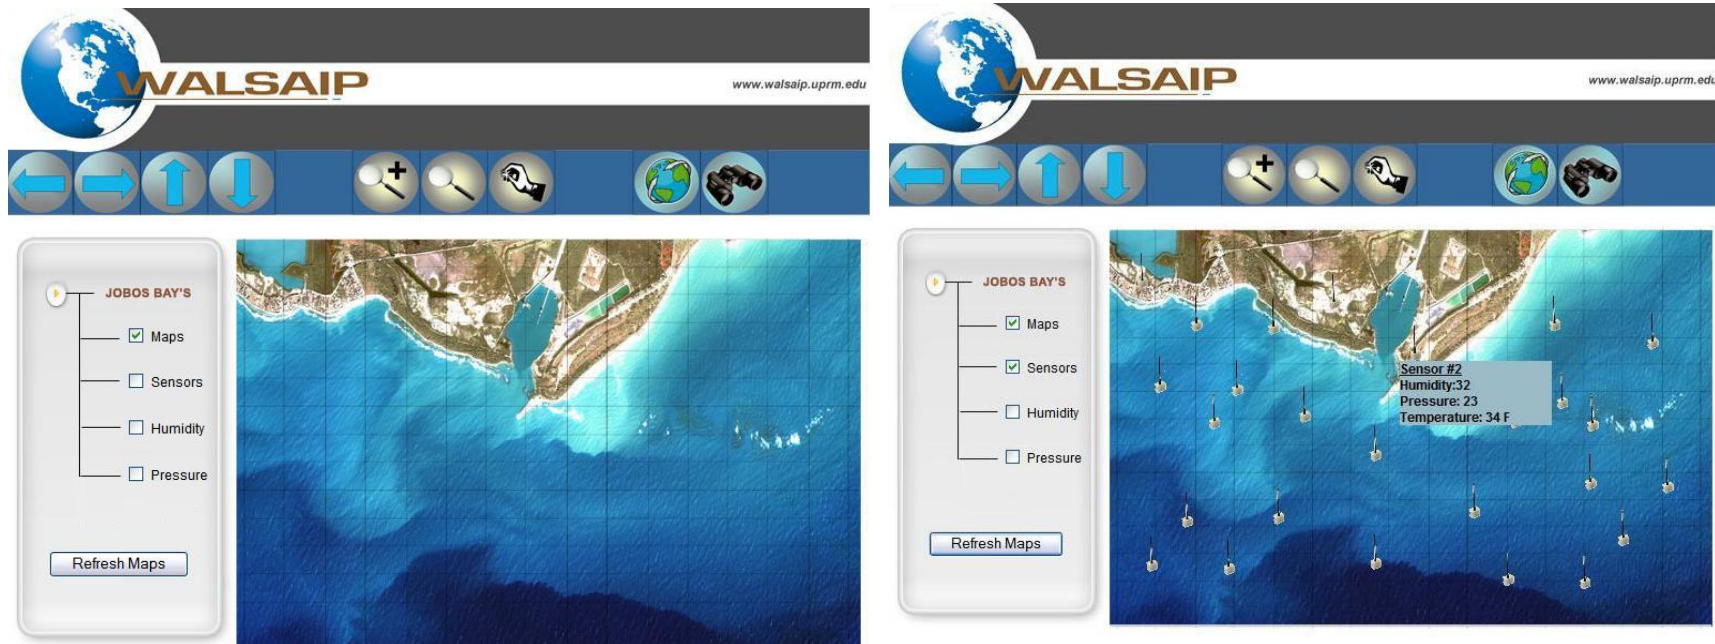 WALSAIP
www.walsaip.uprm.edu
JOBOS BAY'S
Maps
Sensors
Humidity
Pressure
Refresh Maps
WALSAIP
www.walsaip.uprm.edu
JOBOS BAY'S
Maps
Sensors
Humidity
Pressure
Refresh Maps
Sensor #2
Humidity:32
Pressure: 23
Temperature: 34 F